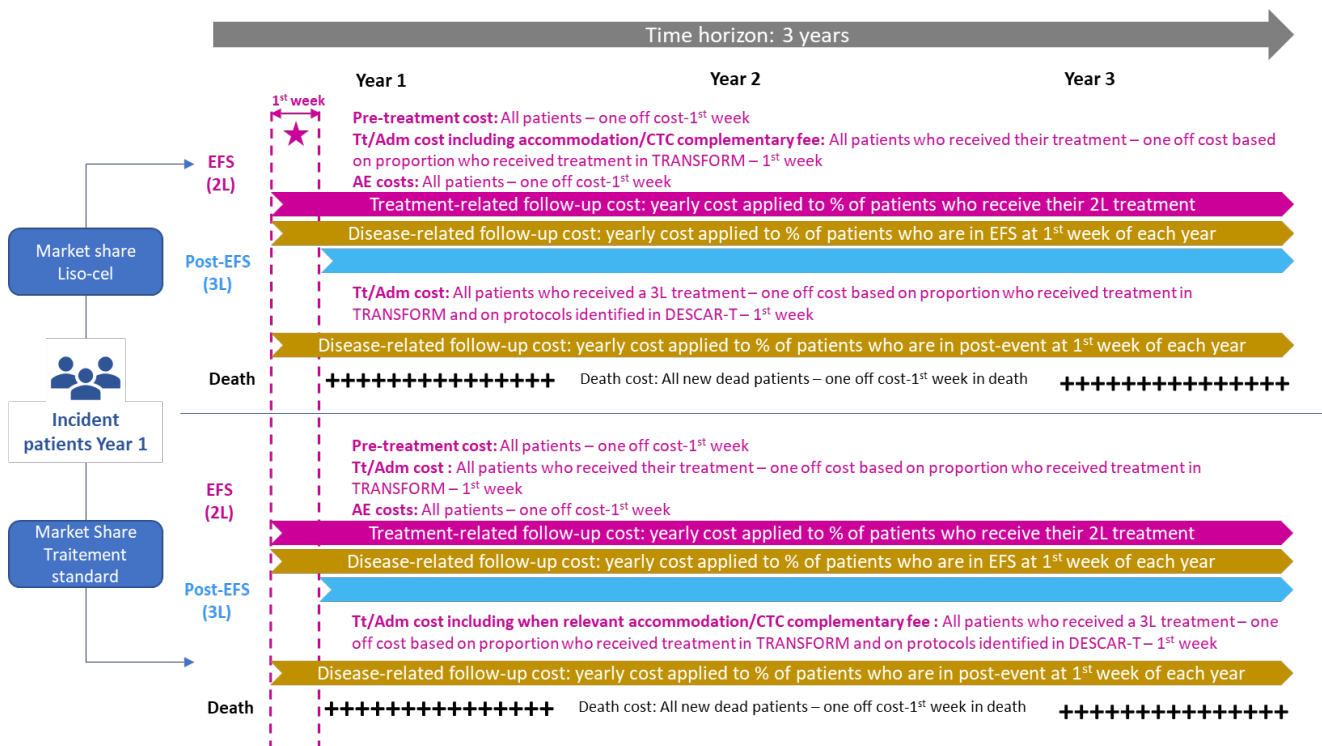 Time horizon: 3 years
Year 1
Year 2
Year 3
1st week
Pre-treatment cost: All patients – one off cost-1st week
Tt/Adm cost including accommodation/CTC complementary fee: All patients who received their treatment – one off cost based
on proportion who received treatment in TRANSFORM – 1st week
AE costs: All patients – one off cost-1st week
EFS
(2L)
Treatment-related follow-up cost: yearly cost applied to % of patients who receive their 2L treatment
Disease-related follow-up cost: yearly cost applied to % of patients who are in EFS at 1st week of each year
Market share
Liso-cel
Post-EFS
(3L)
Tt/Adm cost: All patients who received a 3L treatment – one off cost based on proportion who received treatment in
TRANSFORM and on protocols identified in DESCAR-T – 1st week
Disease-related follow-up cost: yearly cost applied to % of patients who are in post-event at 1st week of each year
Death
+++++++++++++++
Death cost: All new dead patients – one off cost-1st week in death
+++++++++++++++
Incident
patients Year 1
Pre-treatment cost: All patients – one off cost-1st week
Tt/Adm cost : All patients who received their treatment – one off cost based on proportion who received treatment in
TRANSFORM – 1st week
AE costs: All patients – one off cost-1st week
EFS
(2L)
Treatment-related follow-up cost: yearly cost applied to % of patients who receive their 2L treatment
Disease-related follow-up cost: yearly cost applied to % of patients who are in EFS at 1st week of each year
Market Share
Traitement
standard
Post-EFS
(3L)
Tt/Adm cost including when relevant accommodation/CTC complementary fee : All patients who received a 3L treatment – one
off cost based on proportion who received treatment in TRANSFORM and on protocols identified in DESCAR-T – 1st week
Disease-related follow-up cost: yearly cost applied to % of patients who are in post-event at 1st week of each year
Death
+++++++++++++++
Death cost: All new dead patients – one off cost-1st week in death
+++++++++++++++